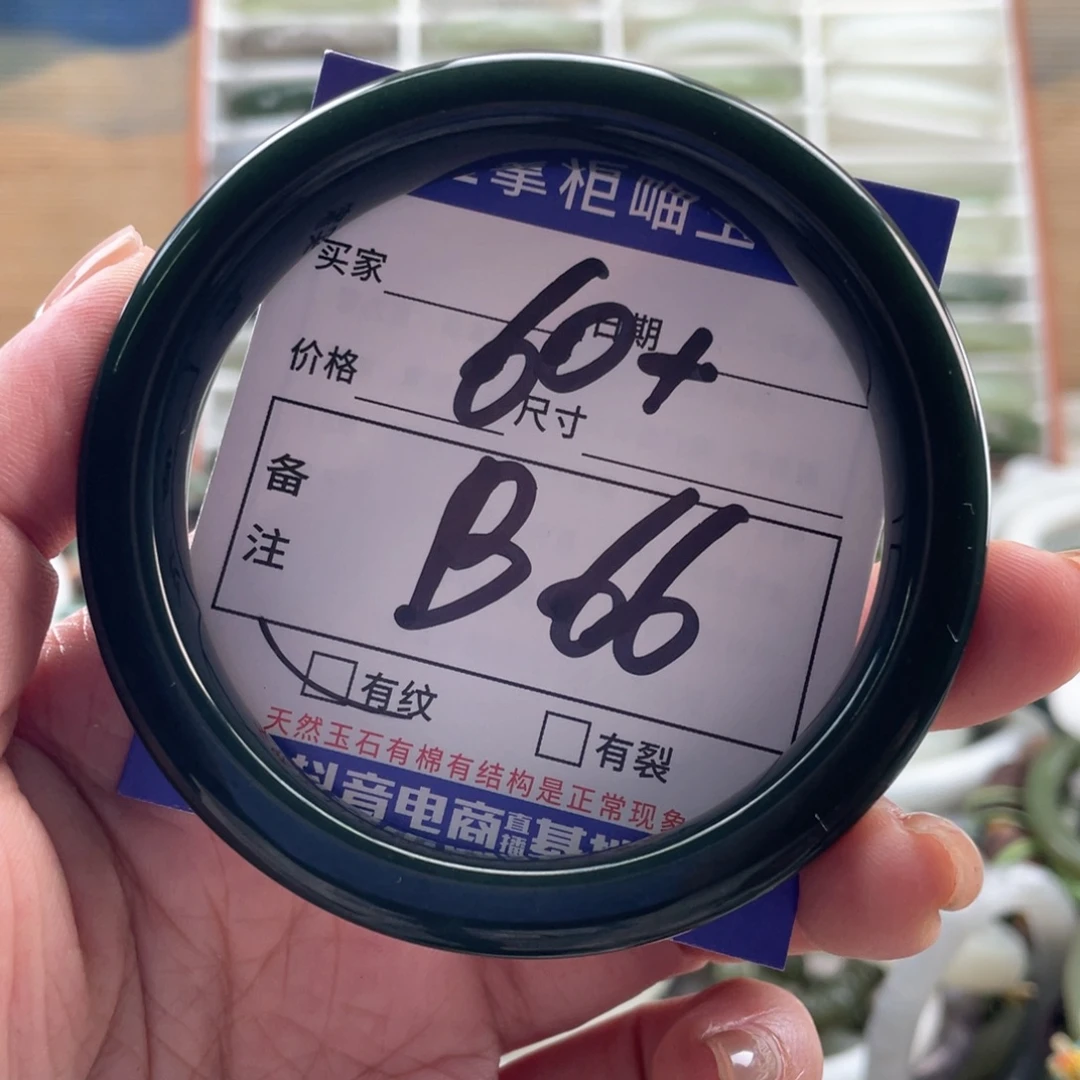 掌柜岫玉
买家 日期
60+
价格 尺寸
备注
B66
有纹 有裂
天然玉石有棉有结构是正常现象
抖音电商直播基地